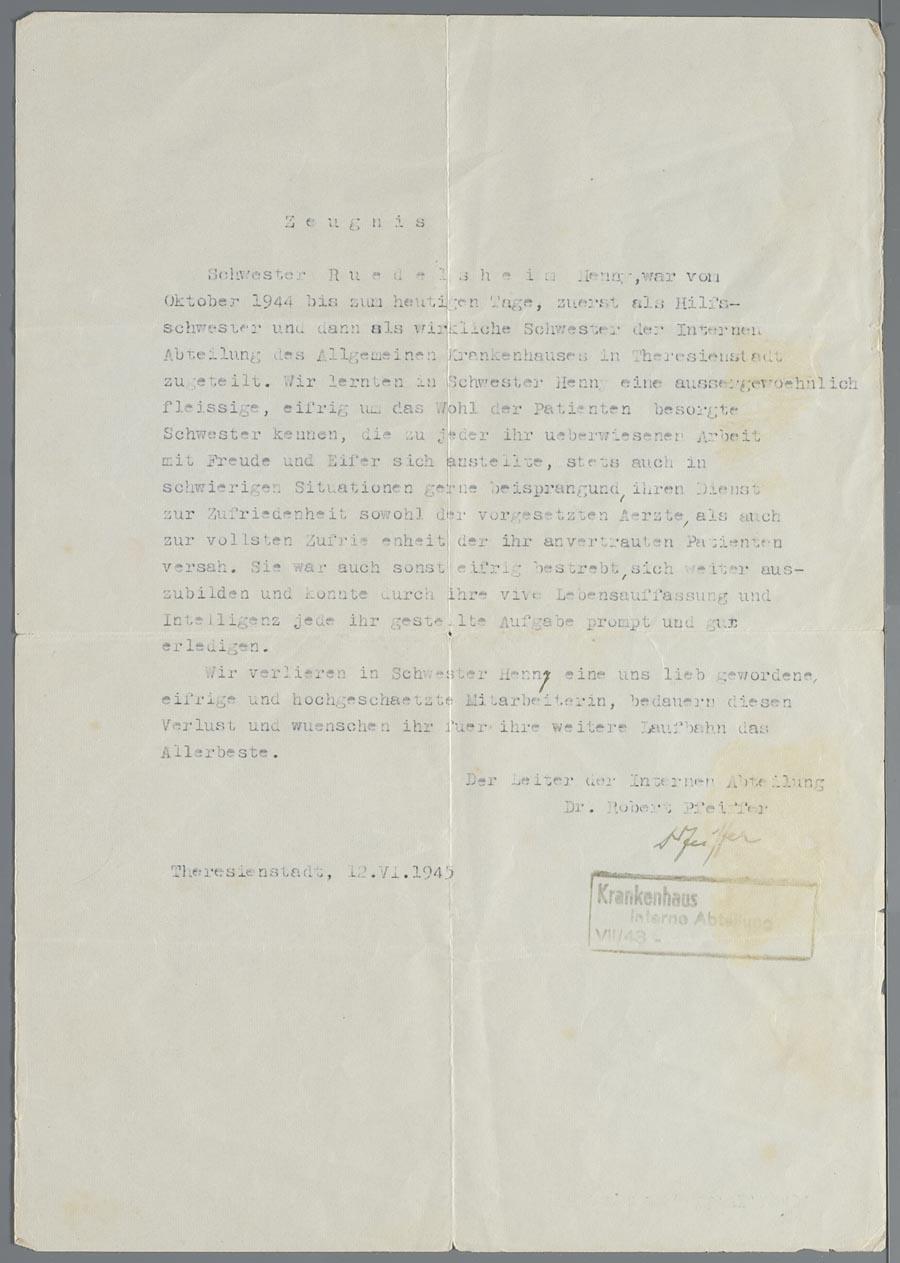 Z e u g n i s
Schwester R u e d e l s h e i m Henny,war vom
Oktober 1944 bis zum heutigen Tage, zuerst als Hilfs-
schwester und dann als wirkliche Schwester der Internen
Abteilung des Allgemeinen Krankenhauses in Theresienstadt
zugeteilt. Wir lernten in Schwester Henny eine aussergewoehnlich
fleissige, eifrig um das Wohl der Patienten besorgte
Schwester kennen, die zu jeder ihr ueberwiesenen Arbeit
mit Freude und Eifer sich anstellte, stets auch in
schwierigen Situationen gerne beisprangund, ihren Dienst
zur Zufriedenheit sowohl der vorgesetzten Aerzte, als auch
zur vollsten Zufriedenheit der ihr anvertrauten Patienten
versah. Sie war auch sonst eifrig bestrebt, sich weiter aus-
zubilden und konnte durch ihre vive Lebensauffassung und
Intelligenz jede ihr gestellte Aufgabe prompt und gut
erledigen.
Wir verlieren in Schwester Henny eine uns lieb gewordene,
eifrige und hochgeschaetzte Mitarbeiterin, bedauern diesen
Verlust und wuenschen ihr fuer ihre weitere Laufbahn das
Allerbeste.
Der Leiter der Internen Abteilung
Dr. Robert Pfeiffer
Pfeiffer
Theresienstadt, 12.VI.1945
Krankenhaus
Interne Abteilung
VII/43 -